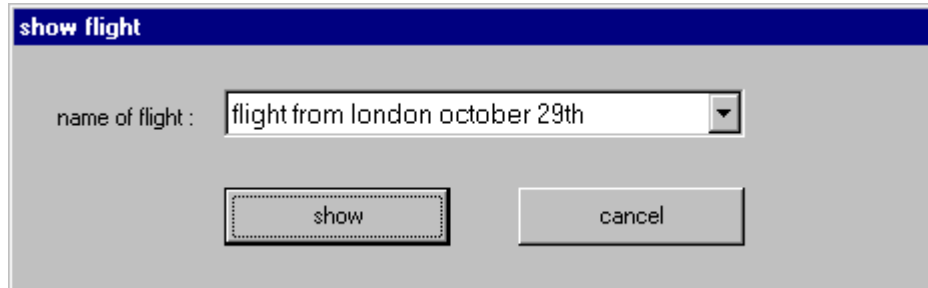 show flight
name of flight : flight from london october 29th
show cancel